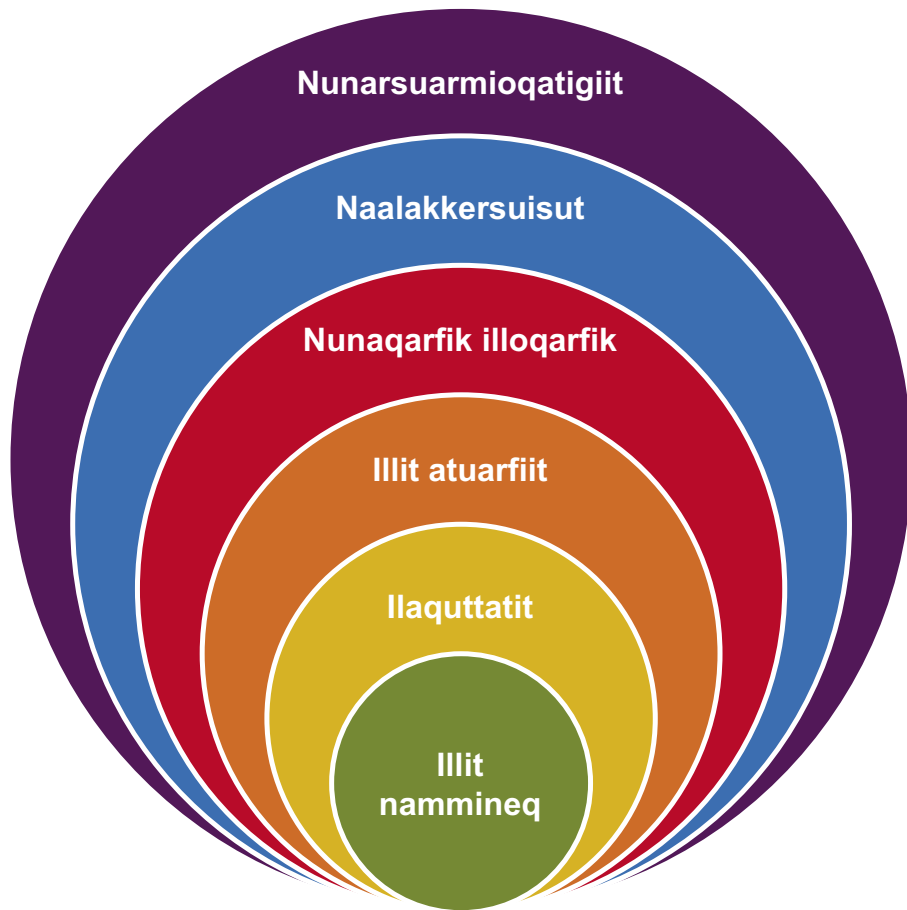 Nunarsuarmioqatigiit
Naalakkersuisut
Nunaqarfik illoqarfik
Illit atuarfiit
Ilaquttatit
Illit
nammineq